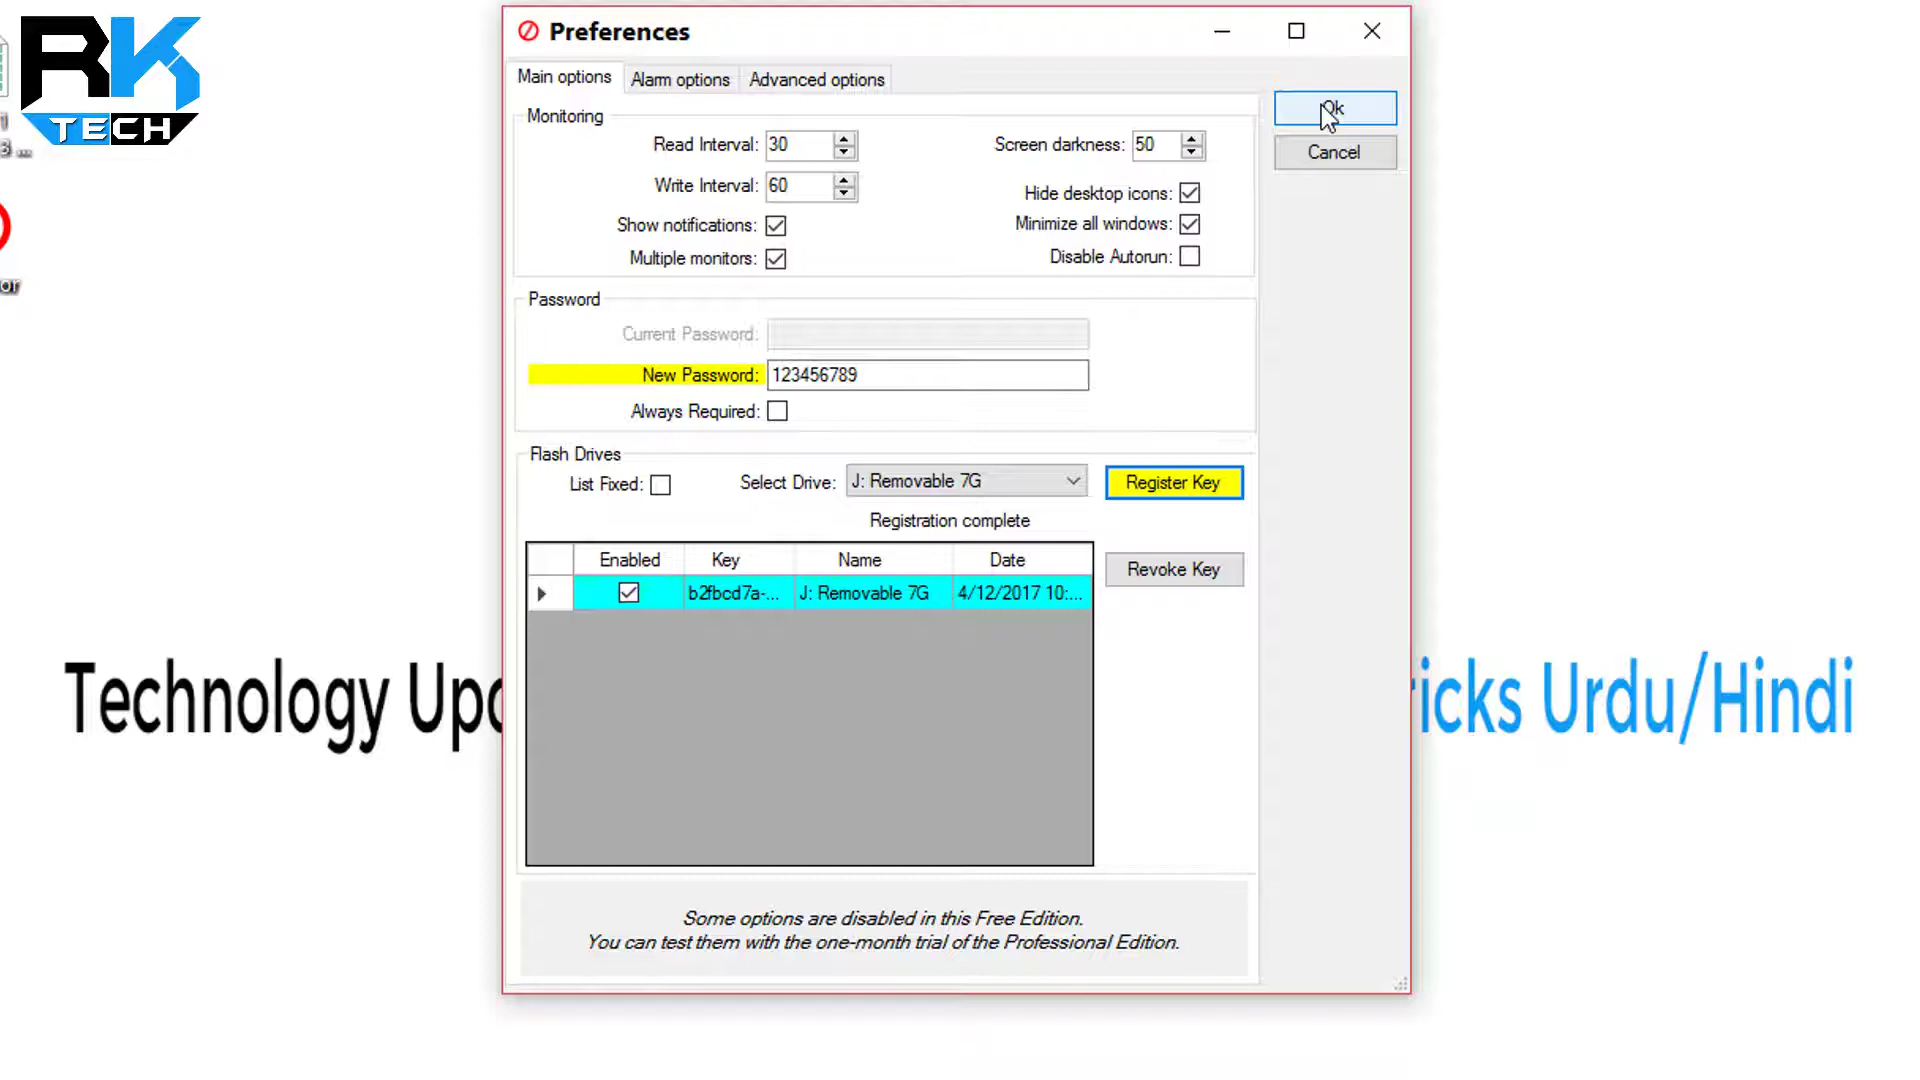 RK
TECH
Preferences
Main options
Alarm options
Advanced options
Ok
Cancel
Monitoring
Read Interval: 30
Screen darkness: 50
Write Interval: 60
Hide desktop icons:
Show notifications:
Minimize all windows:
Multiple monitors:
Disable Autorun:
Password
Current Password:
New Password: 123456789
Always Required:
Flash Drives
List Fixed:
Select Drive: J: Removable 7G
Register Key
Registration complete
Enabled Key Name Date
b2fbcd7a-... J: Removable 7G 4/12/2017 10:...
Revoke Key
Technology Upd
ricks Urdu/Hindi
Some options are disabled in this Free Edition.
You can test them with the one-month trial of the Professional Edition.